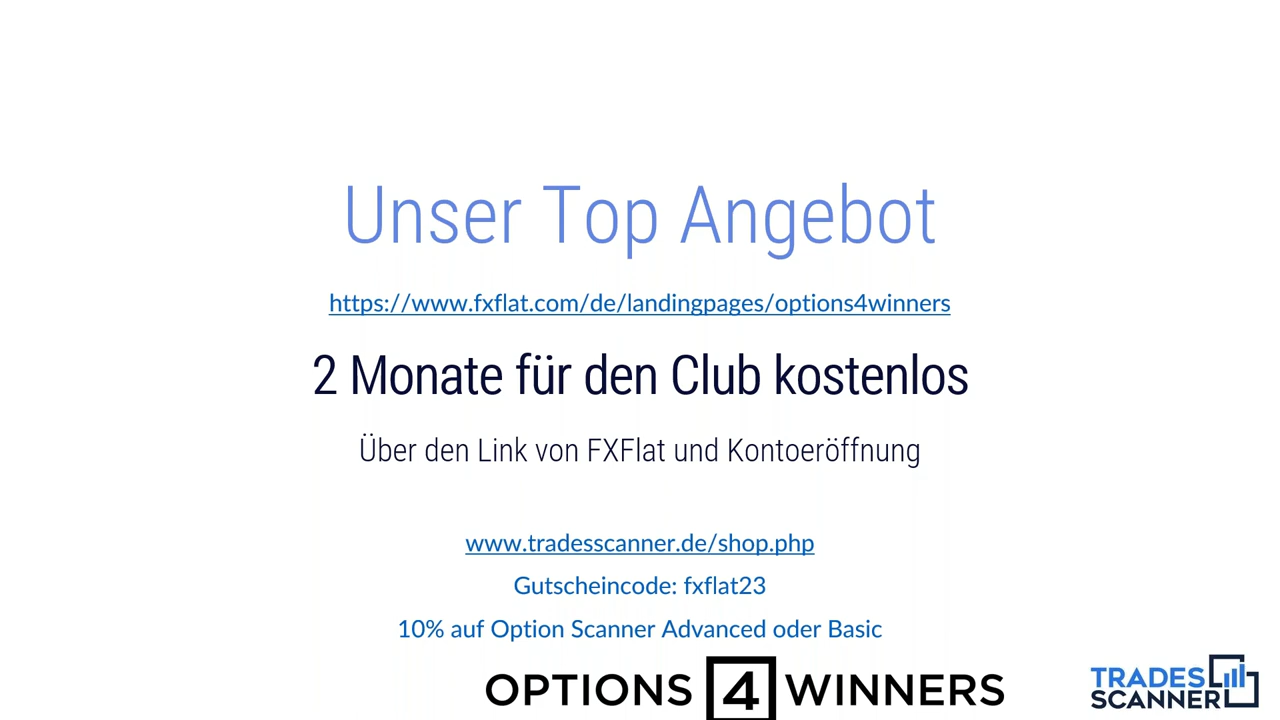 Unser Top Angebot
https://www.fxflat.com/de/landingpages/options4winners
2 Monate für den Club kostenlos
Über den Link von FXFlat und Kontoeröffnung
www.tradesscanner.de/shop.php
Gutscheincode: fxflat23
10% auf Option Scanner Advanced oder Basic
OPTIONS 4 WINNERS
TRADES
SCANNER